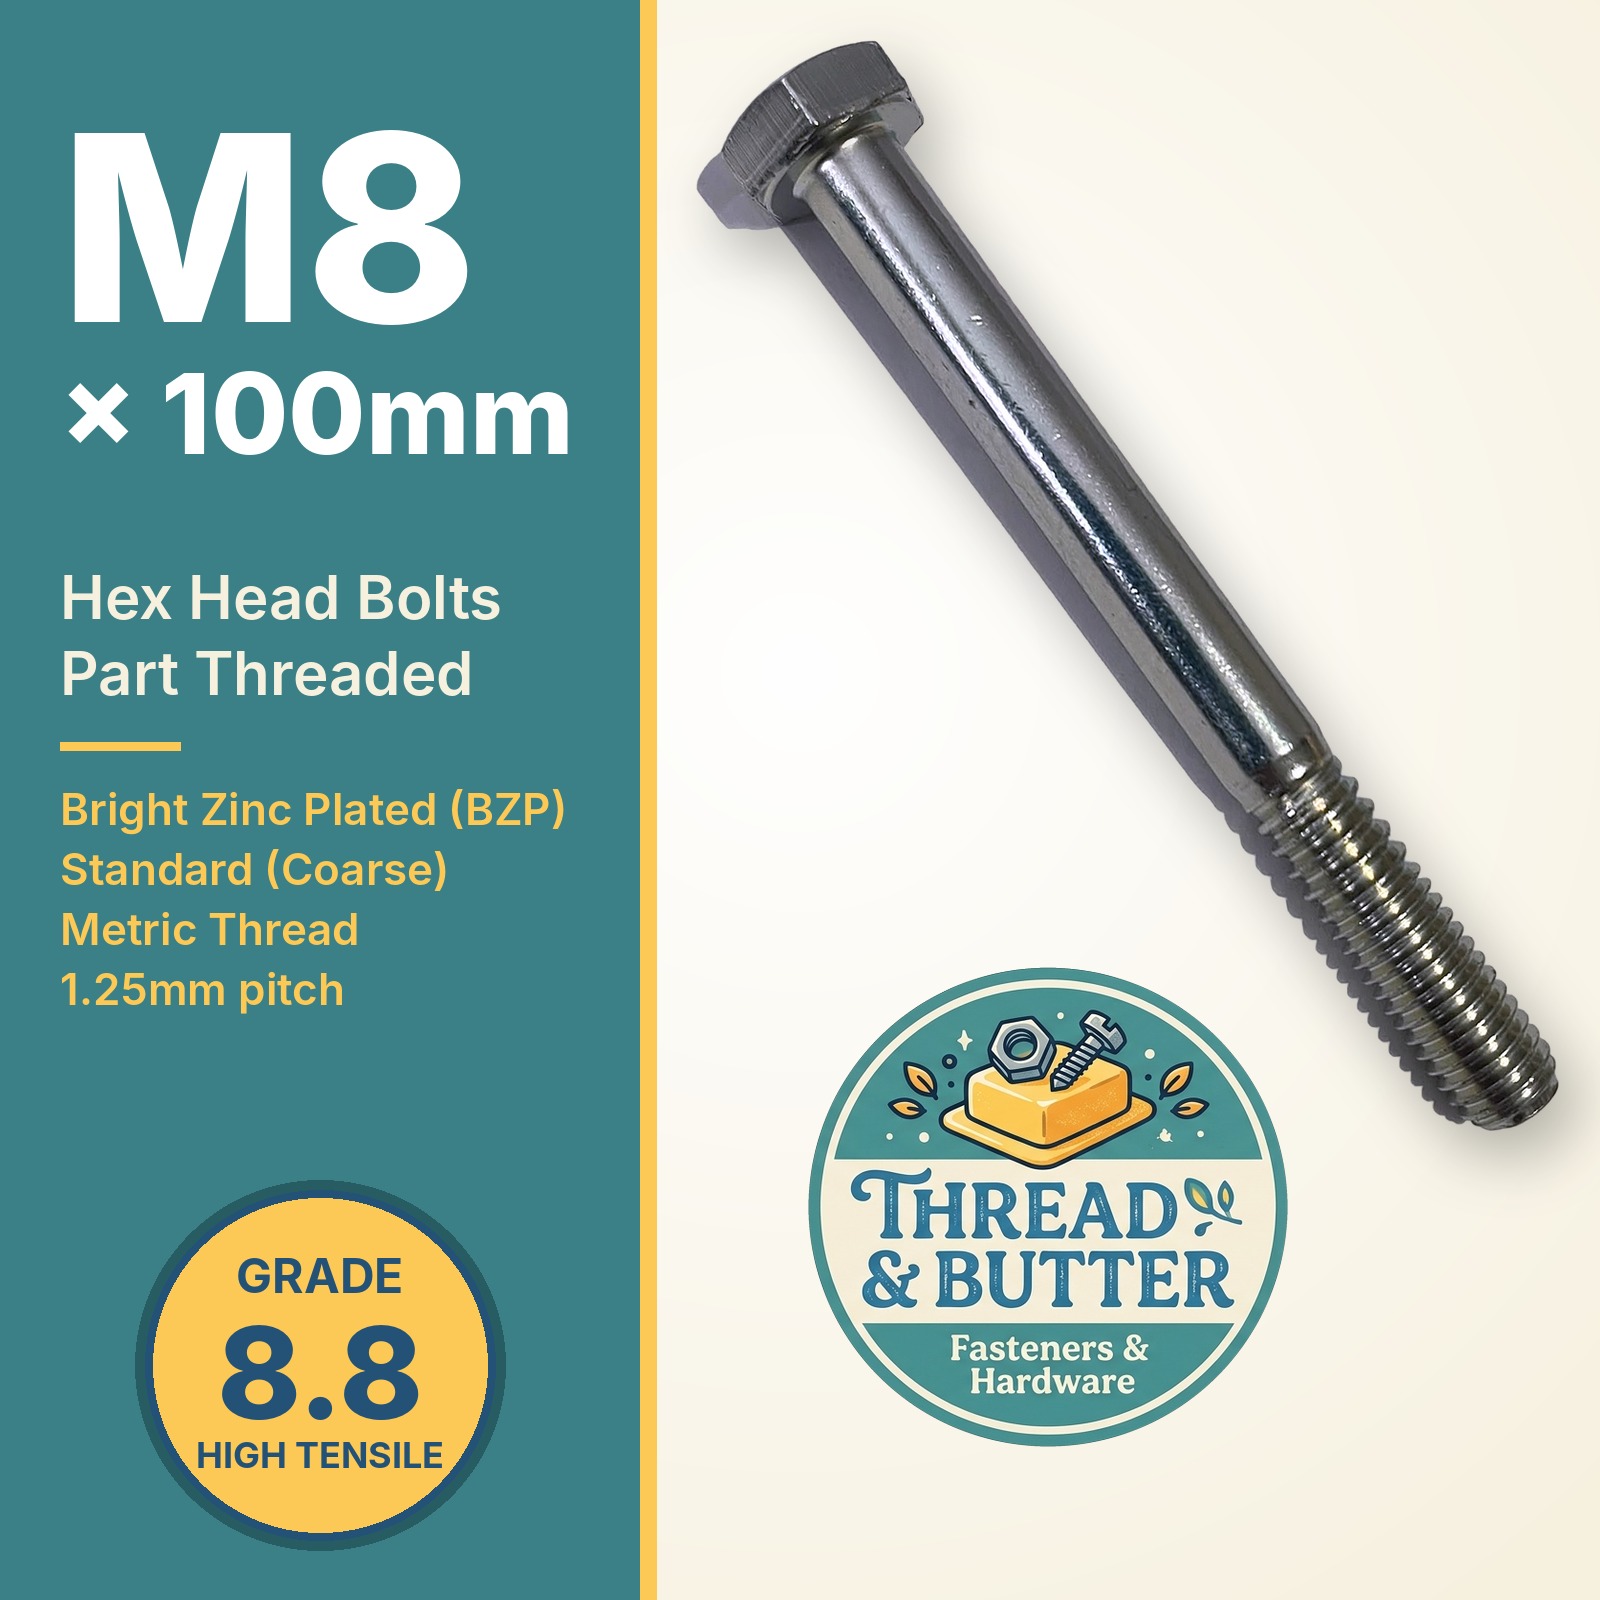 M8
× 100mm
Hex Head Bolts
Part Threaded
Bright Zinc Plated (BZP)
Standard (Coarse)
Metric Thread
1.25mm pitch
GRADE
8.8
HIGH TENSILE
THREAD
& BUTTER
Fasteners &
Hardware